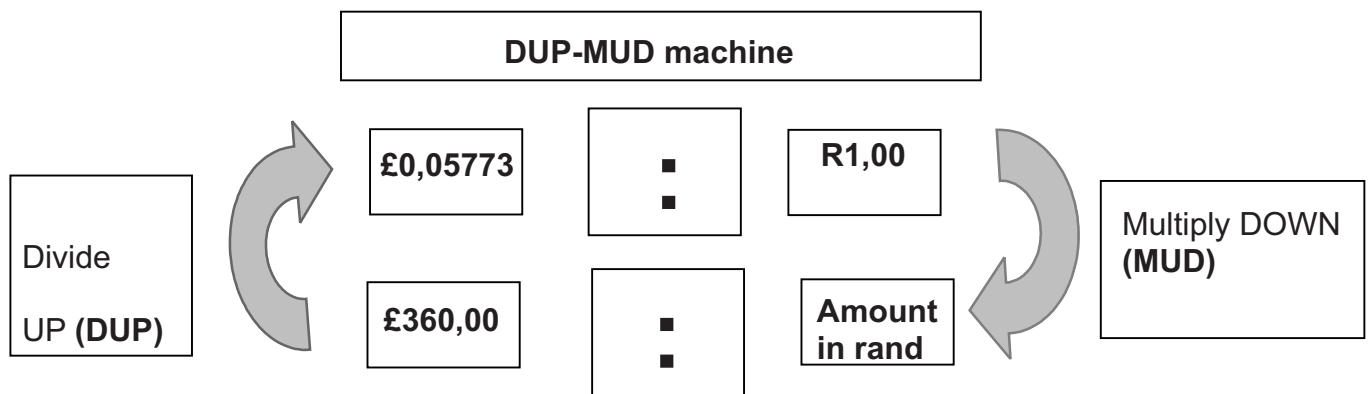 DUP-MUD machine
£0,05773
:
R1,00
Divide
UP (DUP)
Multiply DOWN
(MUD)
£360,00
:
Amount
in rand